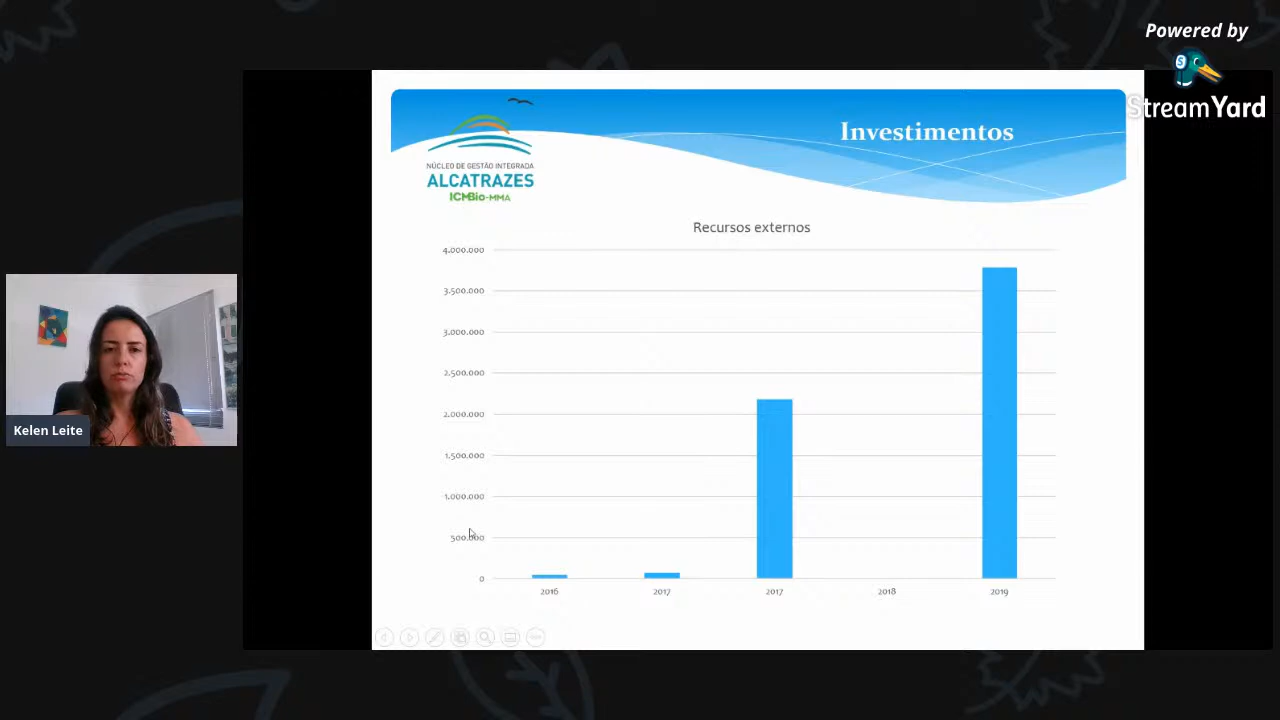 Powered by
StreamYard
Investimentos
NÚCLEO DE GESTÃO INTEGRADA
ALCATRAZES
ICMBio-MMA
Recursos externos
4.000.000
3.500.000
3.000.000
2.500.000
2.000.000
1.500.000
1.000.000
500.000
0
2016 2017 2017 2018 2019
Kelen Leite